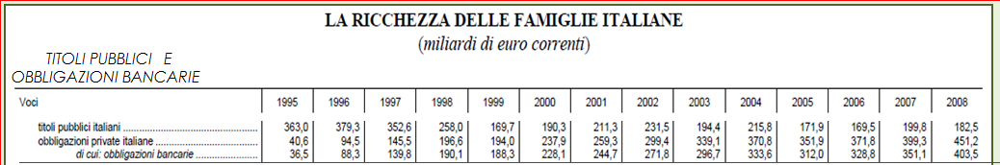 LA RICCHEZZA DELLE FAMIGLIE ITALIANE
(miliardi di euro correnti)
TITOLI PUBBLICI E
OBBLIGAZIONI BANCARIE
Voci 1995 1996 1997 1998 1999 2000 2001 2002 2003 2004 2005 2006 2007 2008
titoli pubblici italiani 363,0 379,3 352,6 258,0 169,7 190,3 211,3 231,5 194,4 215,8 171,9 169,5 199,8 182,5
obbligazioni private italiane 40,6 94,5 145,5 196,6 194,0 237,9 259,3 299,4 339,1 370,8 351,9 371,8 399,3 451,2
di cui: obbligazioni bancarie 36,5 88,3 139,8 190,1 188,3 228,1 244,7 271,8 296,7 333,6 312,0 328,8 351,1 403,5